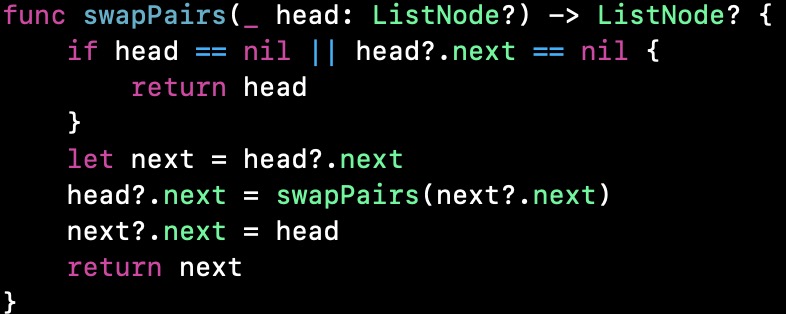 func swapPairs(_ head: ListNode?) -> ListNode? {
    if head == nil || head?.next == nil {
        return head
    }
    let next = head?.next
    head?.next = swapPairs(next?.next)
    next?.next = head
    return next
}